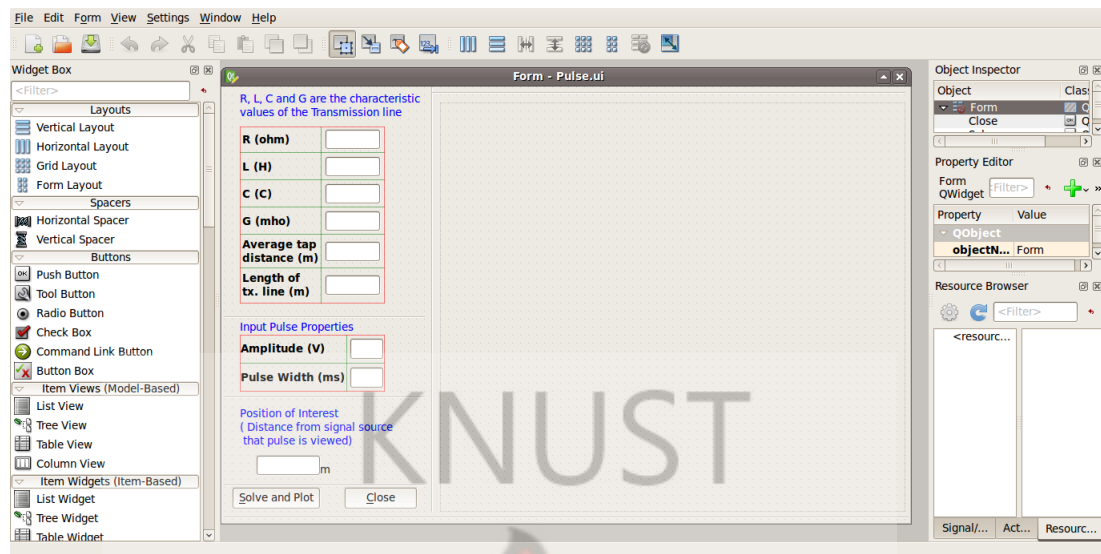 File Edit Form View Settings Window Help
Widget Box
<Filter>
Layouts
Vertical Layout
Horizontal Layout
Grid Layout
Form Layout
Spacers
Horizontal Spacer
Vertical Spacer
Buttons
Push Button
Tool Button
Radio Button
Check Box
Command Link Button
Button Box
Item Views (Model-Based)
List View
Tree View
Table View
Column View
Item Widgets (Item-Based)
List Widget
Tree Widget
Table Widget
Form - Pulse.ui
R, L, C and G are the characteristic
values of the Transmission line
R (ohm)
L (H)
C (C)
G (mho)
Average tap
distance (m)
Length of
tx. line (m)
Input Pulse Properties
Amplitude (V)
Pulse Width (ms)
Position of Interest
( Distance from signal source
that pulse is viewed)
m
Solve and Plot Close
KNUST
Object Inspector
Object Clas
Form Q
Close Q
Property Editor
Form
QWidget
Filter>
»
Property Value
QObject
objectN... Form
Resource Browser
<Filter>
<resourc...
Signal/... Act... Resourc...